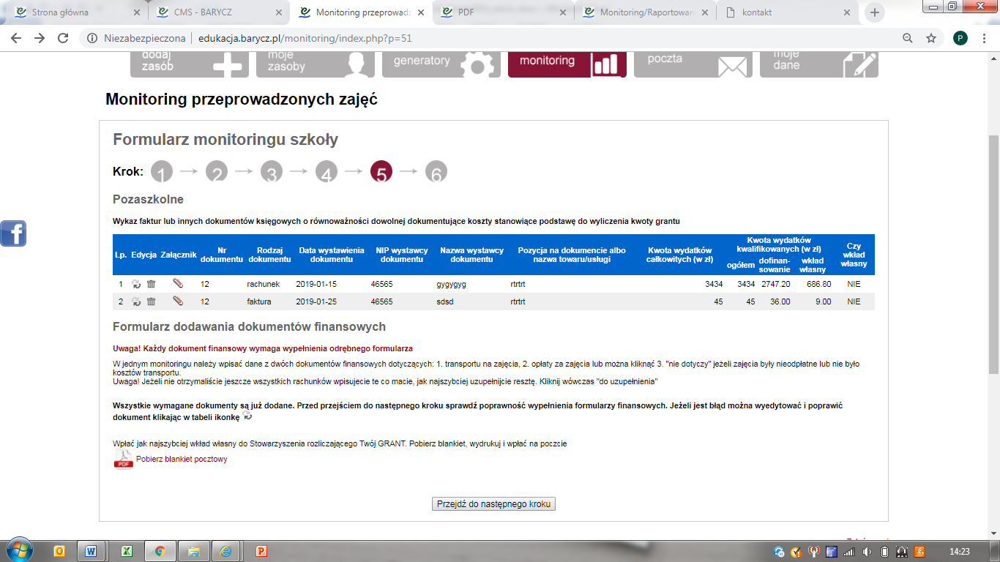 Strona główna
CMS - BARYCZ
Monitoring przeprowadz
PDF
Monitoring/Raportowan
kontakt
Niezabezpieczona
edukacja.barycz.pl/monitoring/index.php?p=51
P
dodaj
zasób
moje
zasoby
generatory
monitoring
poczta
moje
dane
Monitoring przeprowadzonych zajęć
Formularz monitoringu szkoły
Krok: 1 2 3 4 5 6
Pozaszkolne
Wykaz faktur lub innych dokumentów księgowych o równoważności dowolnej dokumentujące koszty stanowiące podstawę do wyliczenia kwoty grantu
Lp. Edycja Załącznik Nr dokumentu Rodzaj dokumentu Data wystawienia dokumentu NIP wystawcy dokumentu Nazwa wystawcy dokumentu Pozycja na dokumencie albo nazwa towaru/usługi Kwota wydatków całkowitych (w zł) Kwota wydatków kwalifikowanych (w zł) Czy wkład własny
ogółem dofinan-sowanie wkład własny
1 12 rachunek 2019-01-15 46565 gygygyg rtrtrt 3434 3434 2747.20 686.80 NIE
2 12 faktura 2019-01-25 46565 sdsd rtrtrt 45 45 36.00 9.00 NIE
Formularz dodawania dokumentów finansowych
Uwaga! Każdy dokument finansowy wymaga wypełnienia odrębnego formularza
W jednym monitoringu należy wpisać dane z dwóch dokumentów finansowych dotyczących: 1. transportu na zajęcia, 2. opłaty za zajęcia lub można kliknąć 3. "nie dotyczy" jeżeli zajęcia były nieodpłatne lub nie było
kosztów transportu.
Uwaga! Jeżeli nie otrzymaliście jeszcze wszystkich rachunków wpisujecie te co macie, jak najszybciej uzupełnijcie resztę. Kliknij wówczas "do uzupełnienia"
Wszystkie wymagane dokumenty są już dodane. Przed przejściem do następnego kroku sprawdź poprawność wypełnienia formularzy finansowych. Jeżeli jest błąd można wyedytować i poprawić
dokument klikając w tabeli ikonkę
Wpłać jak najszybciej wkład własny do Stowarzyszenia rozliczającego Twój GRANT. Pobierz blankiet, wydrukuj i wpłać na poczcie
PDF
Pobierz blankiet pocztowy
Przejdź do następnego kroku
14:23